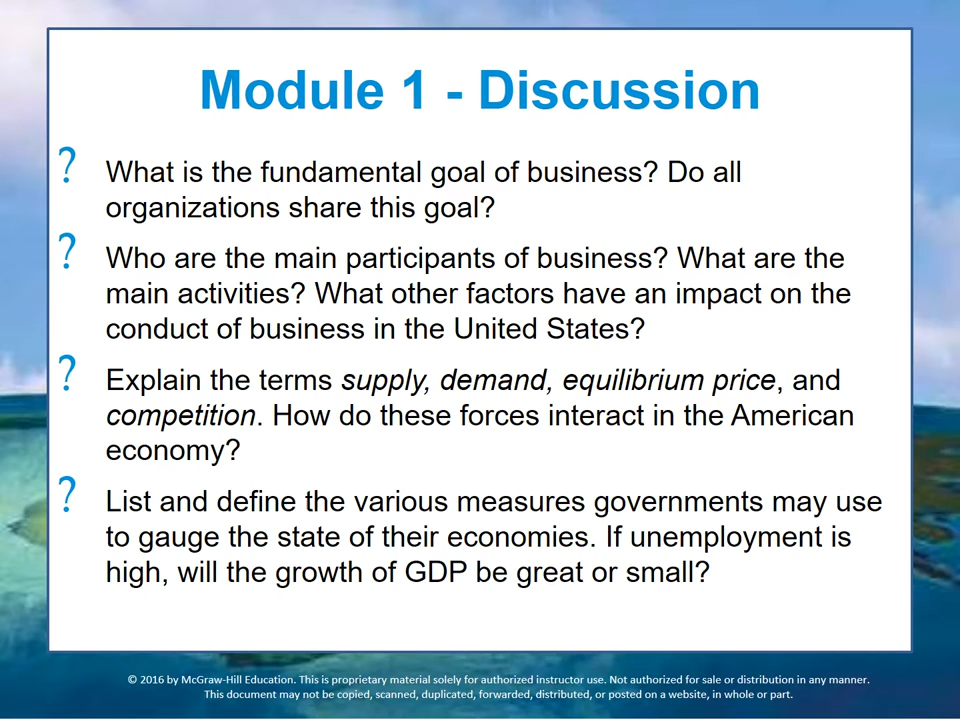 Module 1 - Discussion
? What is the fundamental goal of business? Do all
organizations share this goal?
? Who are the main participants of business? What are the
main activities? What other factors have an impact on the
conduct of business in the United States?
? Explain the terms supply, demand, equilibrium price, and
competition. How do these forces interact in the American
economy?
? List and define the various measures governments may use
to gauge the state of their economies. If unemployment is
high, will the growth of GDP be great or small?
© 2016 by McGraw-Hill Education. This is proprietary material solely for authorized instructor use. Not authorized for sale or distribution in any manner.
This document may not be copied, scanned, duplicated, forwarded, distributed, or posted on a website, in whole or part.